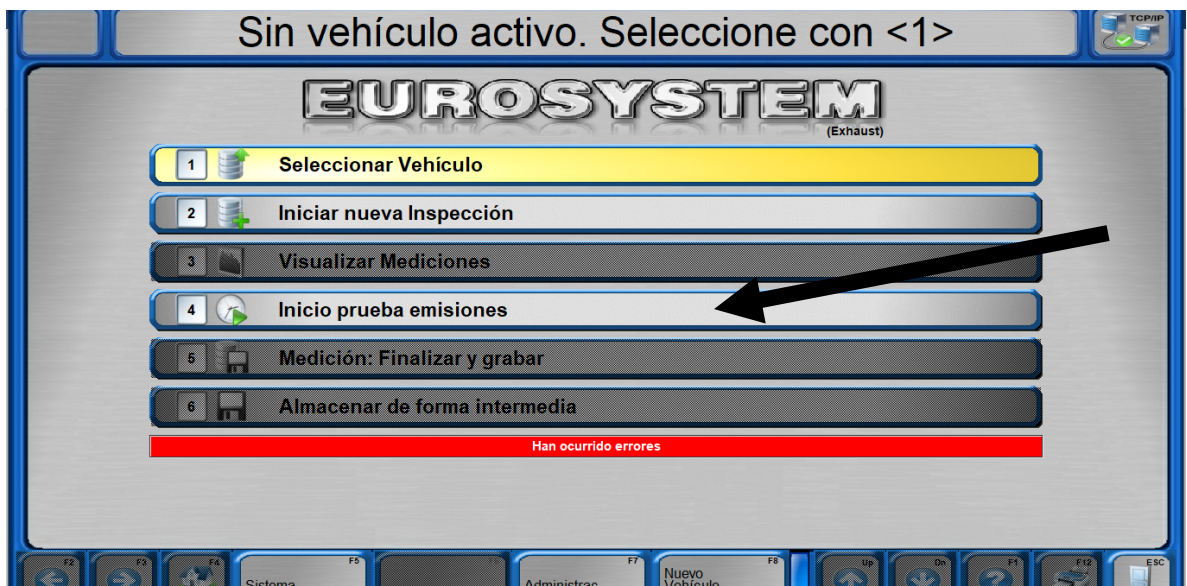 Sin vehículo activo. Seleccione con <1>
TCP/IP
EUROSYSTEM
(Exhaust)
1 Seleccionar Vehículo
2 Iniciar nueva Inspección
3 Visualizar Mediciones
4 Inicio prueba emisiones
5 Medición: Finalizar y grabar
6 Almacenar de forma intermedia
Han ocurrido errores
F2 F3 F4 F5 F6 F7 F8 Up Dn F1 F12 ESC
Sistema Administrac Nuevo
Vehículo